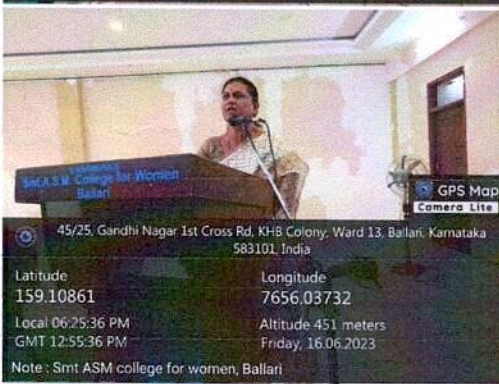 Smt.A.S.M. College for Women
Ballari
GPS Map
Camera Lite
45/25, Gandhi Nagar 1st Cross Rd, KHB Colony, Ward 13, Ballari, Karnataka
583101, India
Latitude
159.10861
Longitude
7656.03732
Local 06:25:36 PM
GMT 12:55:36 PM
Altitude 451 meters
Friday, 16.06.2023
Note : Smt ASM college for women, Ballari